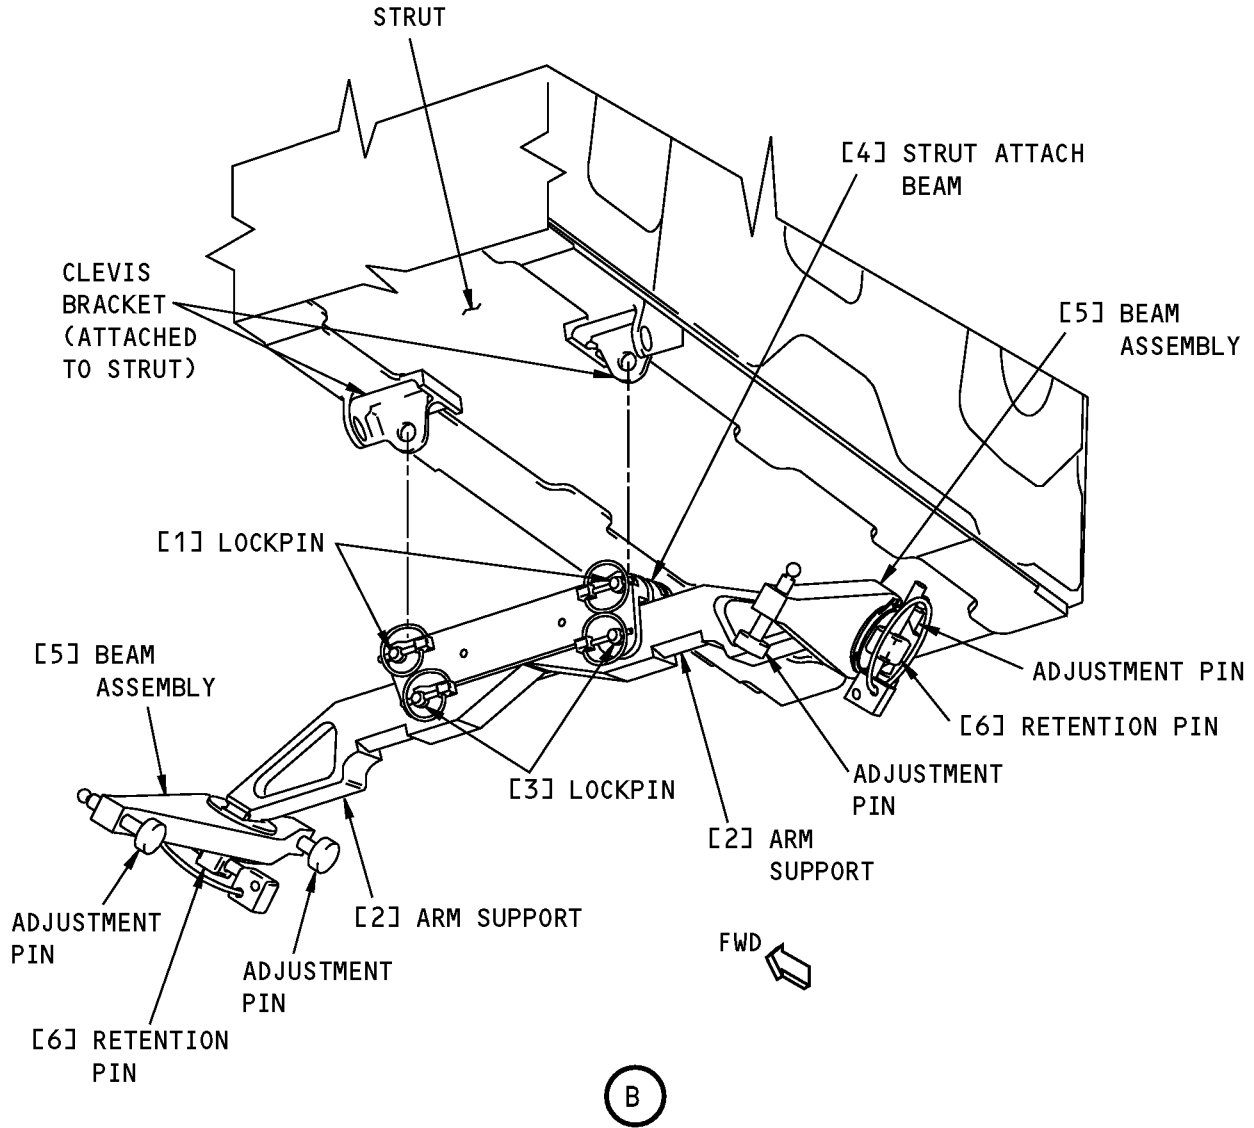 STRUT
[4] STRUT ATTACH
BEAM
CLEVIS
BRACKET
(ATTACHED
TO STRUT)
[5] BEAM
ASSEMBLY
[1] LOCKPIN
[5] BEAM
ASSEMBLY
ADJUSTMENT PIN
[6] RETENTION PIN
ADJUSTMENT
PIN
[3] LOCKPIN
[2] ARM
SUPPORT
[2] ARM SUPPORT
ADJUSTMENT
PIN
ADJUSTMENT
PIN
[6] RETENTION
PIN
FWD
B